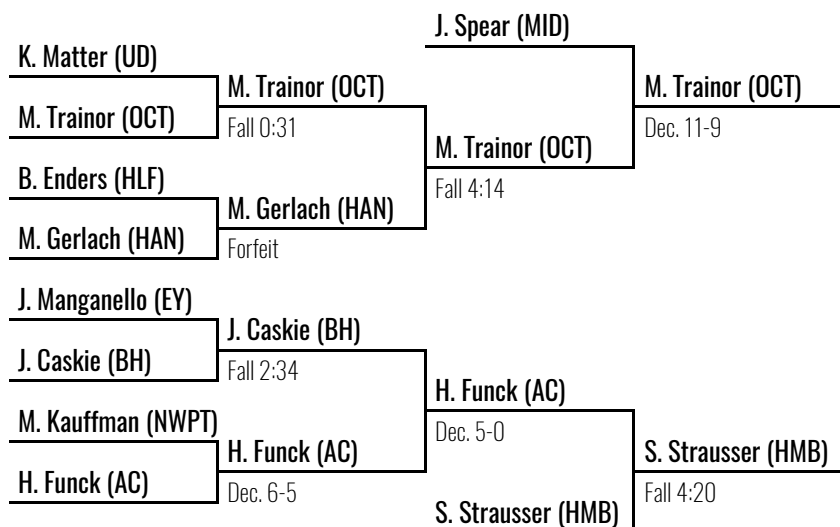 K. Matter (UD)
M. Trainor (OCT)
B. Enders (HLF)
M. Gerlach (HAN)
J. Manganello (EY)
J. Caskie (BH)
M. Kauffman (NWPT)
H. Funck (AC)
M. Trainor (OCT)
Fall 0:31
M. Gerlach (HAN)
Forfeit
J. Caskie (BH)
Fall 2:34
H. Funck (AC)
Dec. 6-5
J. Spear (MID)
M. Trainor (OCT)
Fall 4:14
H. Funck (AC)
Dec. 5-0
S. Strausser (HMB)
M. Trainor (OCT)
Dec. 11-9
S. Strausser (HMB)
Fall 4:20